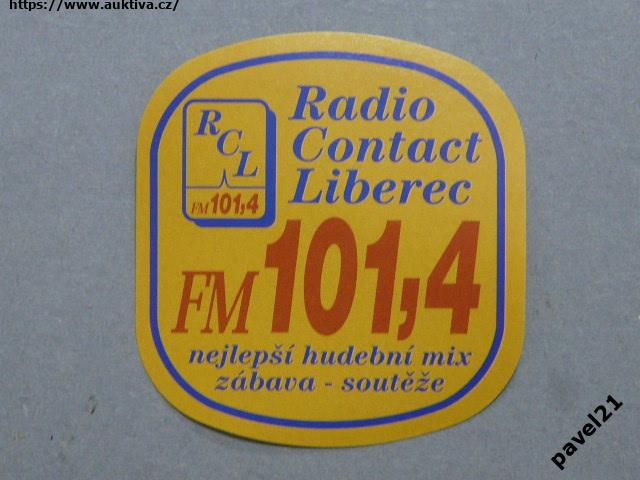 https://www.auktiva.cz/
R
C
L
FM 101,4
Radio
Contact
Liberec
FM 101,4
nejlepší hudební mix
zábava - soutěže
pavel21